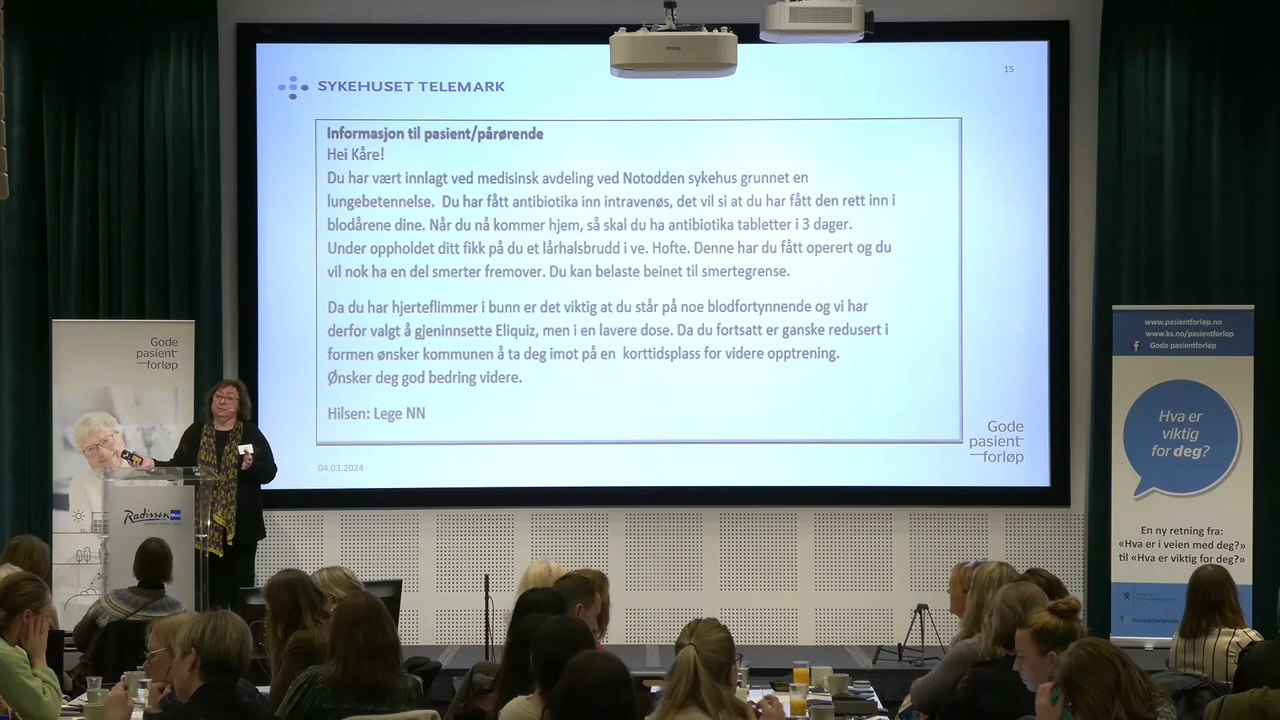 EPSON
15
SYKEHUSET TELEMARK
Informasjon til pasient/pårørende
Hei Kåre!
Du har vært innlagt ved medisinsk avdeling ved Notodden sykehus grunnet en
lungebetennelse.  Du har fått antibiotika inn intravenøs, det vil si at du har fått den rett inn i
blodårene dine. Når du nå kommer hjem, så skal du ha antibiotika tabletter i 3 dager.
Under oppholdet ditt fikk på du et lårhalsbrudd i ve. Hofte. Denne har du fått operert og du
vil nok ha en del smerter fremover. Du kan belaste beinet til smertegrense.
Da du har hjerteflimmer i bunn er det viktig at du står på noe blodfortynnende og vi har
derfor valgt å gjeninnsette Eliquiz, men i en lavere dose. Da du fortsatt er ganske redusert i
formen ønsker kommunen å ta deg imot på en  korttidsplass for videre opptrening.
Ønsker deg god bedring videre.
Hilsen: Lege NN
Gode
pasient
forløp
04.03.2024
Gode
pasient
forløp
Radisson BLU
www.pasientforløp.no
www.ks.no/pasientforlop
Gode pasientforløp
Hva er
viktig
for deg?
En ny retning fra:
«Hva er i veien med deg?»
til «Hva er viktig for deg?»